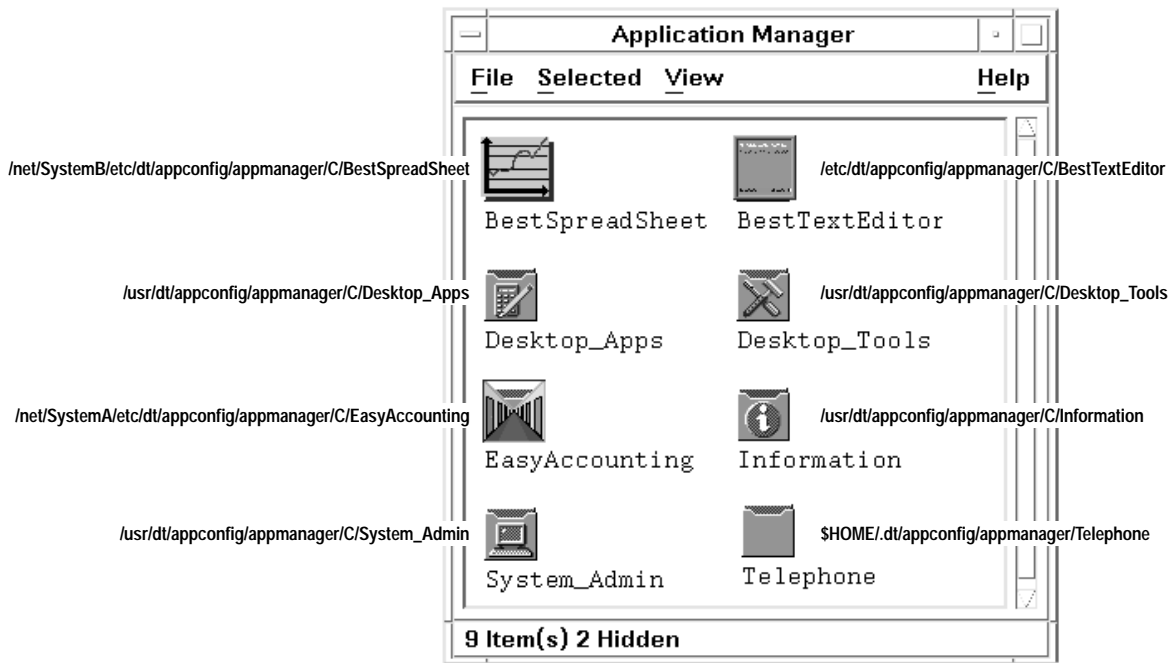 Application Manager
File Selected View Help
/net/SystemB/etc/dt/appconfig/appmanager/C/BestSpreadSheet
/etc/dt/appconfig/appmanager/C/BestTextEditor
BestSpreadSheet BestTextEditor
/usr/dt/appconfig/appmanager/C/Desktop_Apps
/usr/dt/appconfig/appmanager/C/Desktop_Tools
Desktop_Apps Desktop_Tools
/net/SystemA/etc/dt/appconfig/appmanager/C/EasyAccounting
/usr/dt/appconfig/appmanager/C/Information
EasyAccounting Information
/usr/dt/appconfig/appmanager/C/System_Admin
$HOME/.dt/appconfig/appmanager/Telephone
System_Admin Telephone
9 Item(s) 2 Hidden